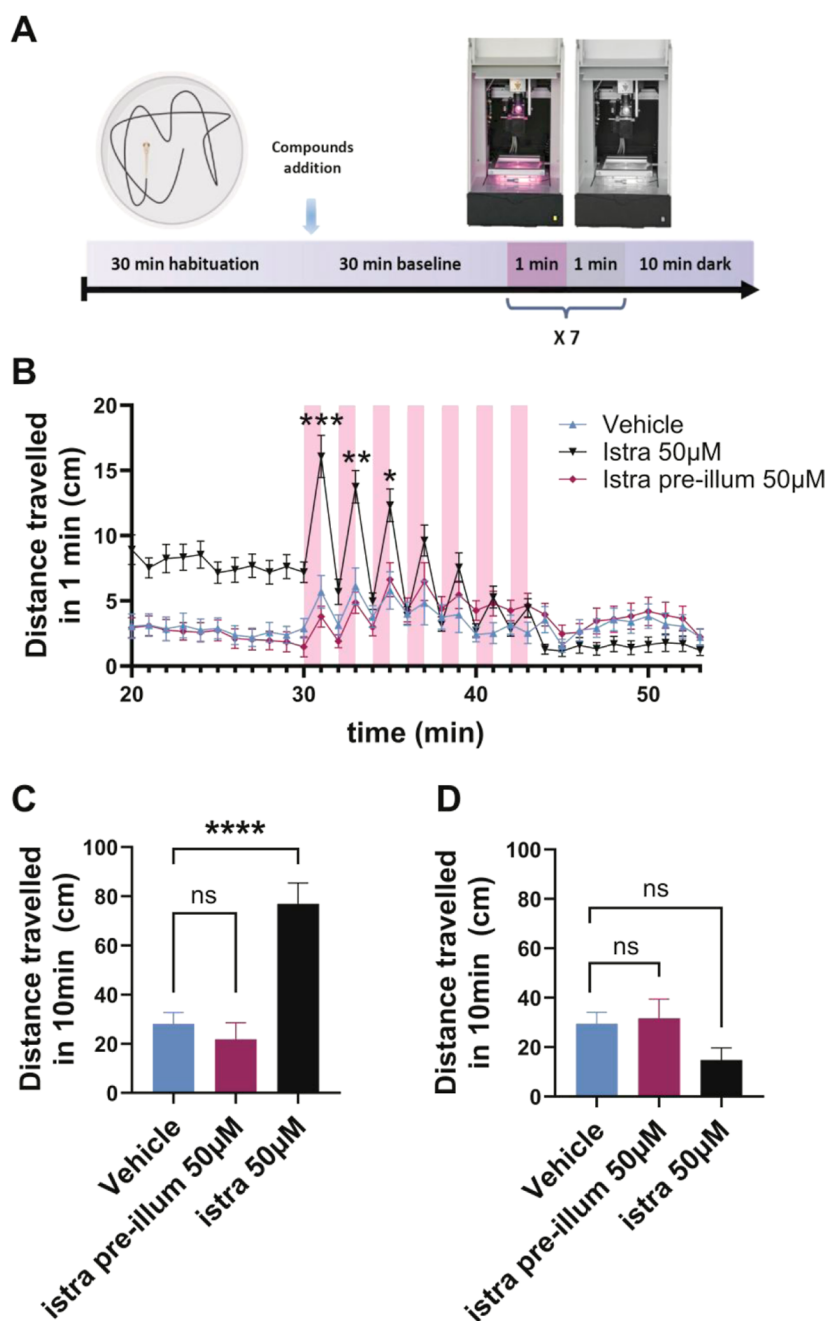 A
Compounds
addition
30 min habituation
30 min baseline
1 min
1 min
10 min dark
X 7
B
Distance travelled
in 1 min (cm)
20
15
10
5
0
***
**
*
Vehicle
Istra 50µM
Istra pre-illum 50µM
20
30
40
50
time (min)
C
Distance travelled
in 10min (cm)
100
80
60
40
20
0
****
ns
Vehicle
istra pre-illum 50µM
istra 50µM
D
Distance travelled
in 10min (cm)
100
80
60
40
20
0
ns
ns
Vehicle
istra pre-illum 50µM
istra 50µM